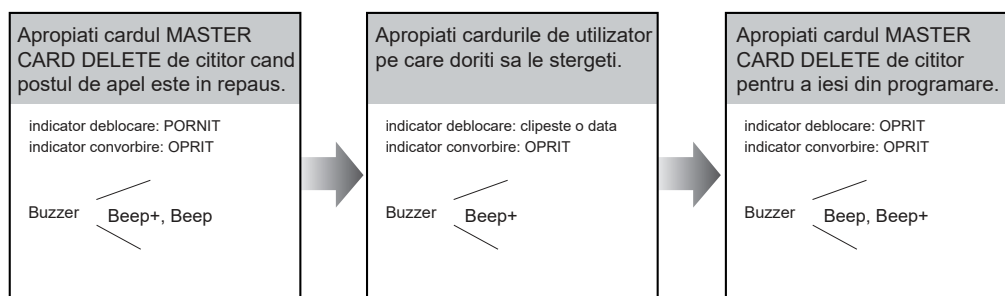 Apropiati cardul MASTER
CARD DELETE de cititor cand
postul de apel este in repaus.
indicator deblocare: PORNIT
indicator convorbire: OPRIT
Buzzer
Beep+, Beep
Apropiati cardurile de utilizator
pe care doriti sa le stergeti.
indicator deblocare: clipeste o data
indicator convorbire: OPRIT
Buzzer
Beep+
Apropiati cardul MASTER
CARD DELETE de cititor
pentru a iesi din programare.
indicator deblocare: OPRIT
indicator convorbire: OPRIT
Buzzer
Beep, Beep+